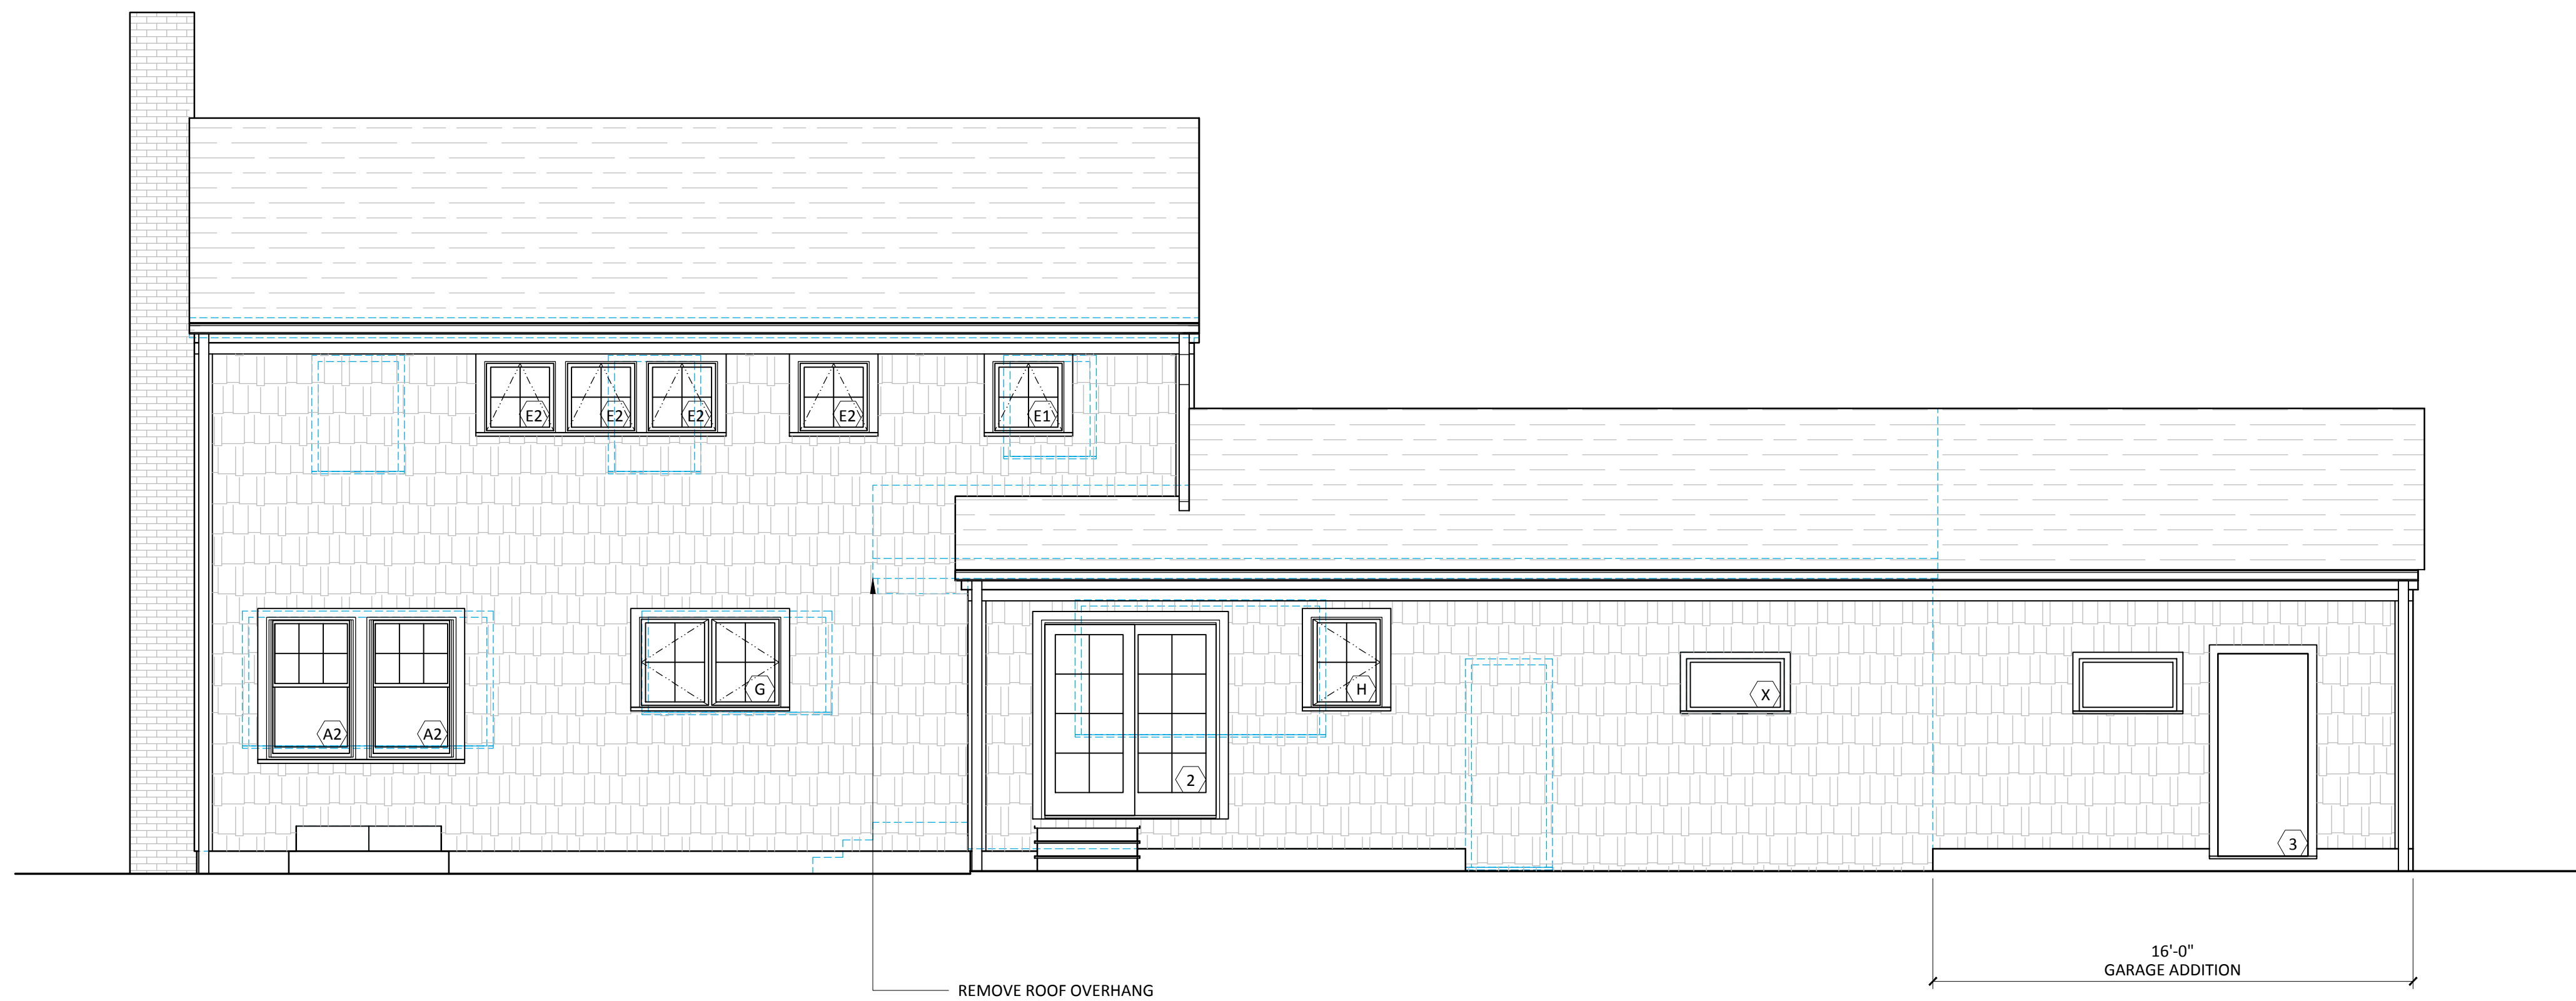 E2
E2
E2
E2
E1
A2
A2
G
2
H
X
3
16'-0"
GARAGE ADDITION
REMOVE ROOF OVERHANG